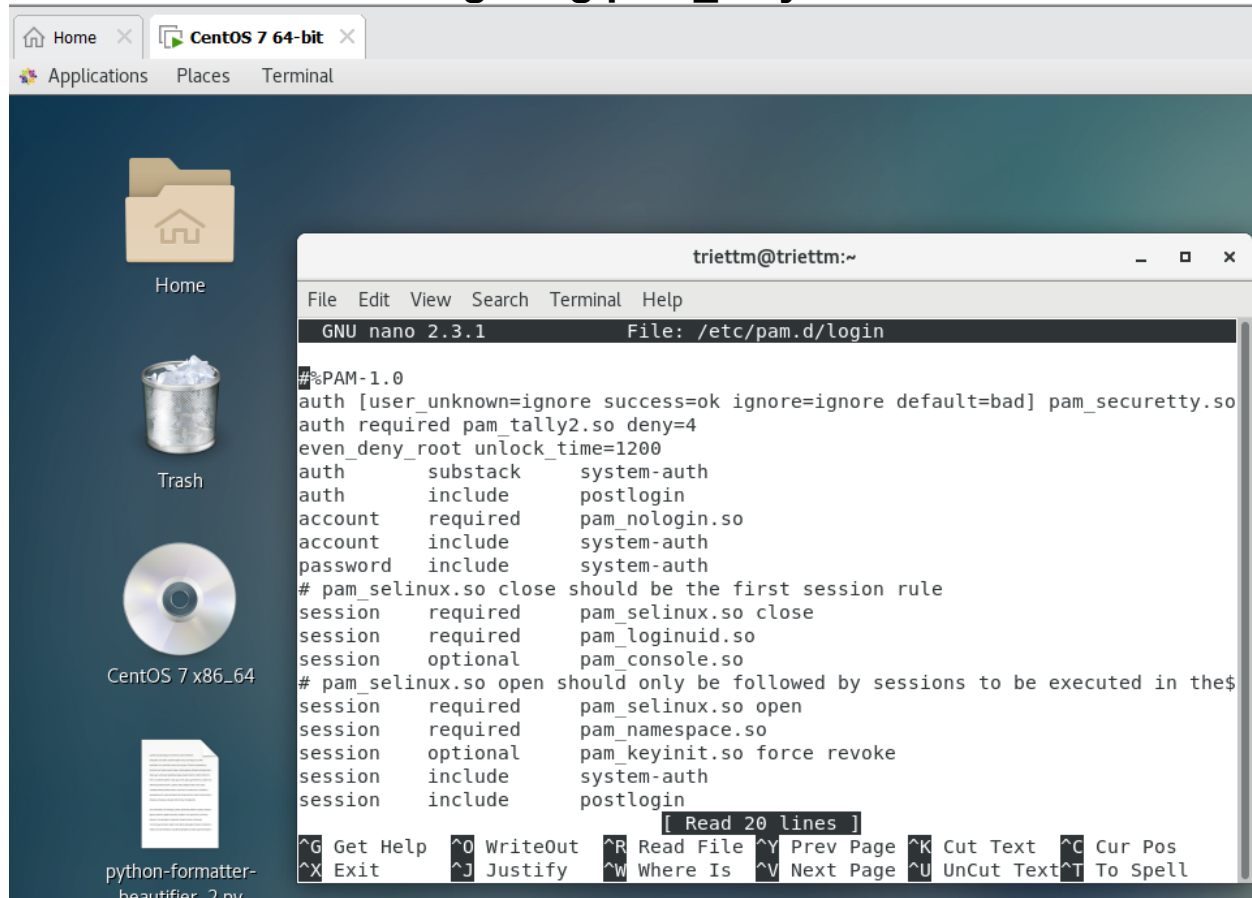 Home CentOS 7 64-bit
Applications Places Terminal
Home
Trash
CentOS 7 x86_64
python-formatter-
triettm@triettm:~
File Edit View Search Terminal Help
GNU nano 2.3.1 File: /etc/pam.d/login
#%PAM-1.0
auth [user_unknown=ignore success=ok ignore=ignore default=bad] pam_securetty.so
auth required pam_tally2.so deny=4
even_deny_root unlock_time=1200
auth substack system-auth
auth include postlogin
account required pam_nologin.so
account include system-auth
password include system-auth
# pam_selinux.so close should be the first session rule
session required pam_selinux.so close
session required pam_loginuid.so
session optional pam_console.so
# pam_selinux.so open should only be followed by sessions to be executed in the$
session required pam_selinux.so open
session required pam_namespace.so
session optional pam_keyinit.so force revoke
session include system-auth
session include postlogin
[ Read 20 lines ]
^G Get Help ^O WriteOut ^R Read File ^Y Prev Page ^K Cut Text ^C Cur Pos
^X Exit ^J Justify ^W Where Is ^V Next Page ^U UnCut Text ^T To Spell